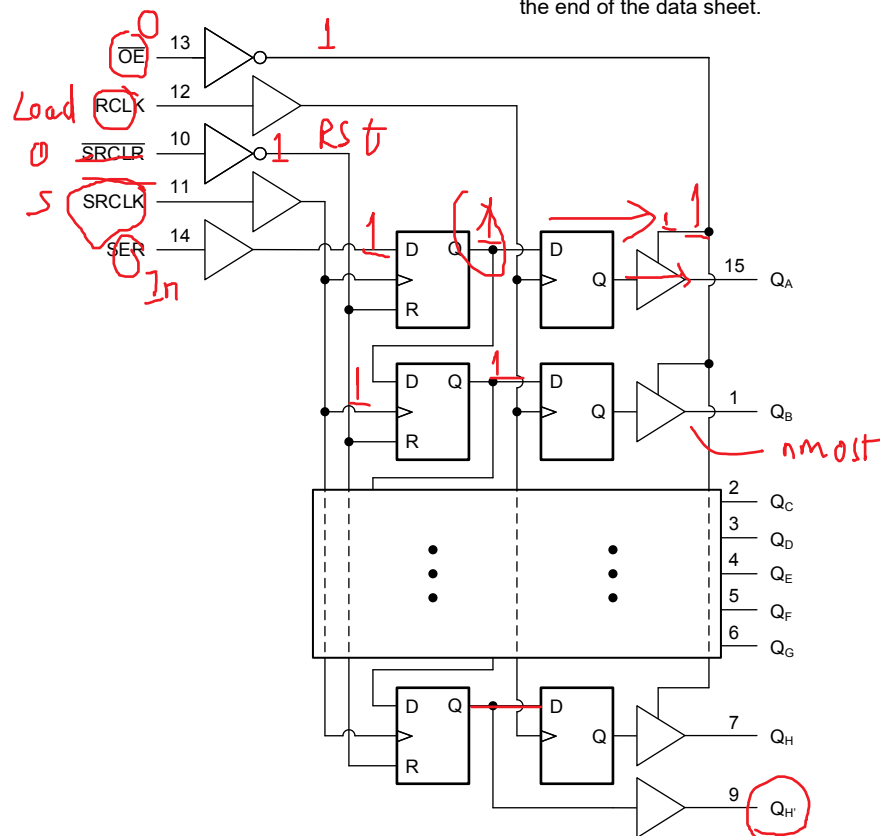 the end of the data sheet.
0
OE 13 1
Load RCLK 12
0 SRCLR 10 1 RSt
S SRCLK 11
SER 14
In
1 D Q 1 D Q 1 15 QA
R
D Q 1 D Q 1 QB
1
R
nmost
2 QC
3 QD
4 QE
5 QF
6 QG
D Q D Q 7 QH
R
9 QH'